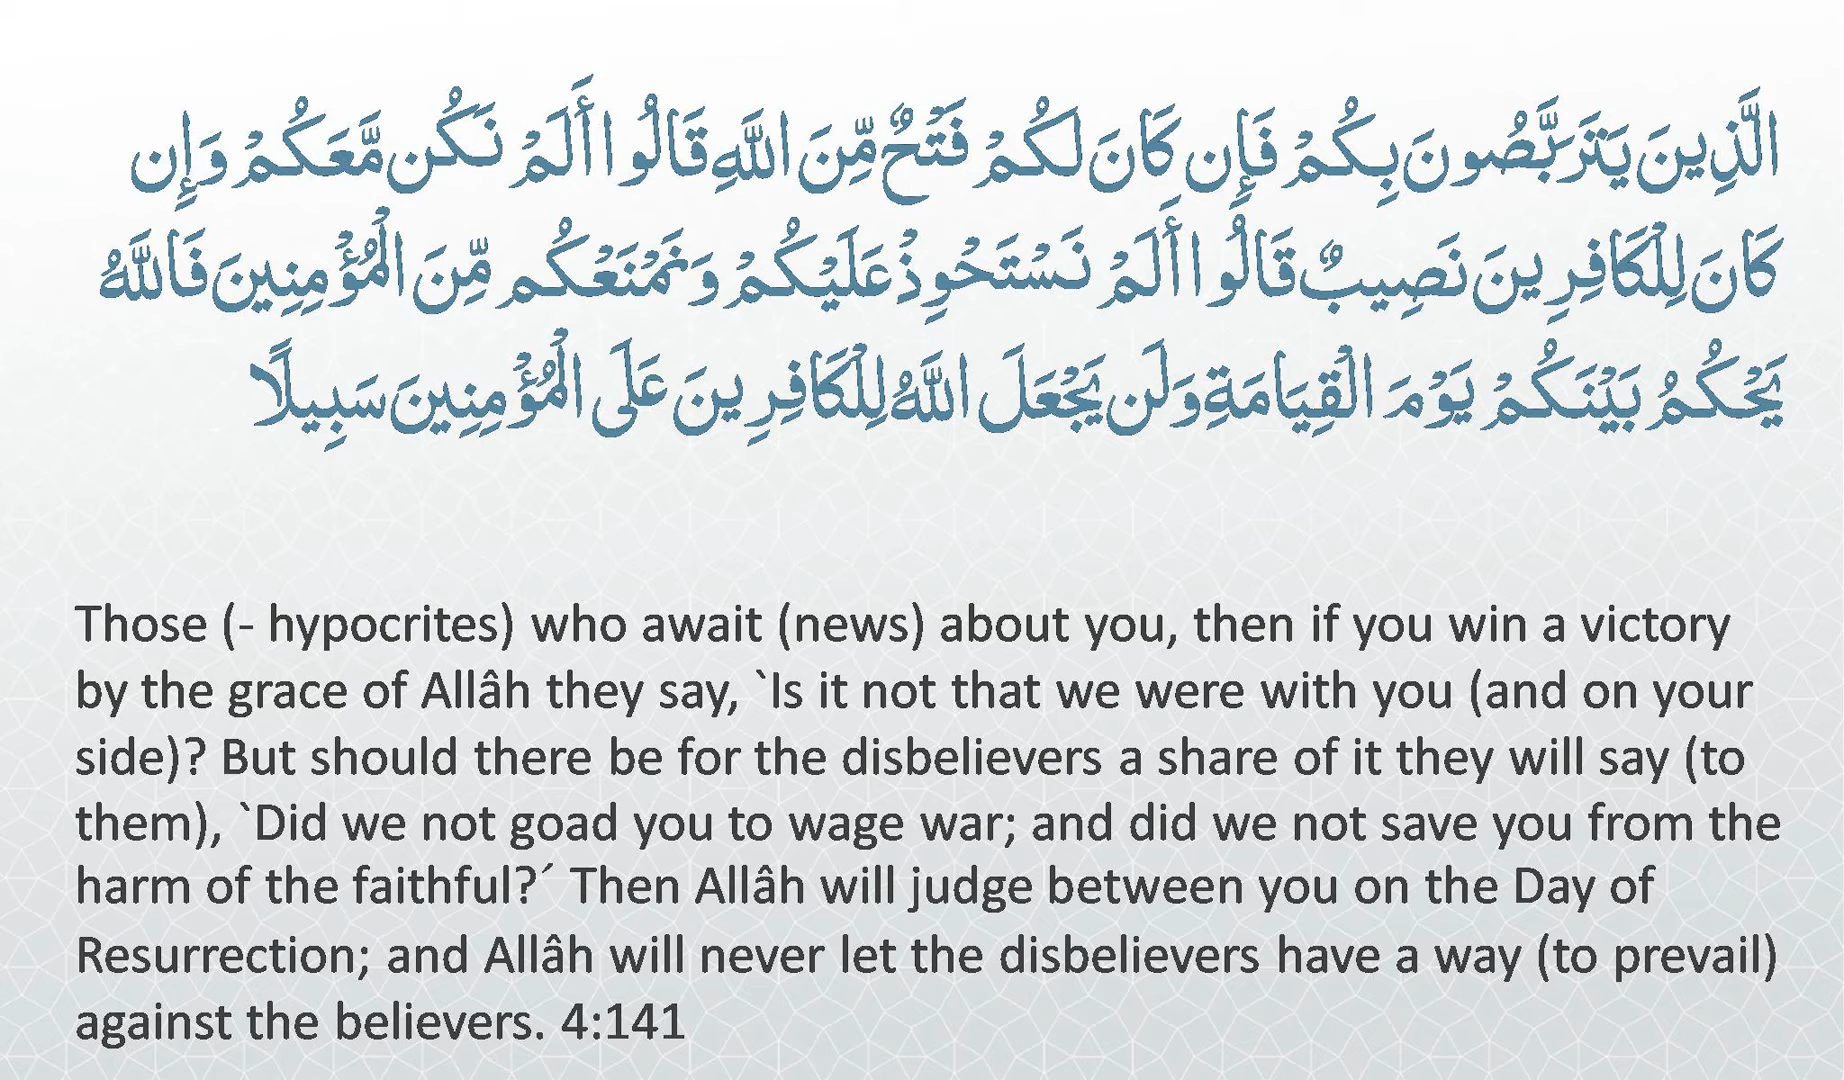 الَّذِينَ يَتَرَبَّصُونَ بِكُمْ فَإِن كَانَ لَكُمْ فَتْحٌ مِّنَ اللَّهِ قَالُوا أَلَمْ نَكُن مَّعَكُمْ وَإِن
كَانَ لِلْكَافِرِينَ نَصِيبٌ قَالُوا أَلَمْ نَسْتَحْوِذْ عَلَيْكُمْ وَنَمْنَعْكُم مِّنَ الْمُؤْمِنِينَ فَاللَّهُ
يَحْكُمُ بَيْنَكُمْ يَوْمَ الْقِيَامَةِ وَلَن يَجْعَلَ اللَّهُ لِلْكَافِرِينَ عَلَى الْمُؤْمِنِينَ سَبِيلًا
Those (- hypocrites) who await (news) about you, then if you win a victory
by the grace of Allâh they say, `Is it not that we were with you (and on your
side)? But should there be for the disbelievers a share of it they will say (to
them), `Did we not goad you to wage war; and did we not save you from the
harm of the faithful?´ Then Allâh will judge between you on the Day of
Resurrection; and Allâh will never let the disbelievers have a way (to prevail)
against the believers. 4:141